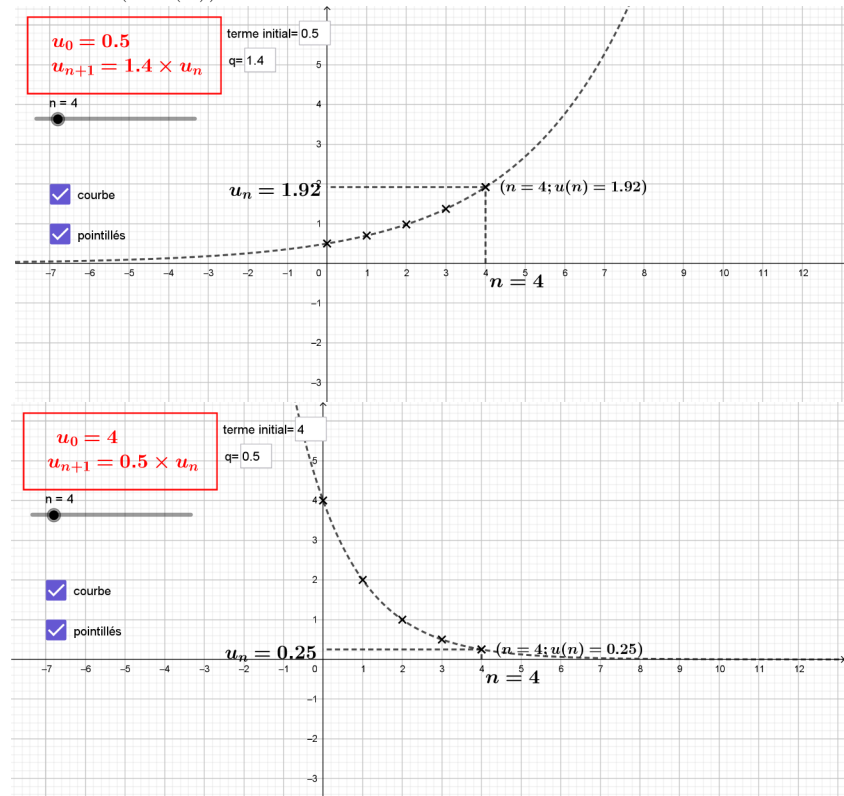 u₀ = 0.5
uₙ₊₁ = 1.4 × uₙ
terme initial= 0.5
q= 1.4
n = 4
courbe
pointillés
5
4
3
2
1
uₙ = 1.92
(n = 4; u(n) = 1.92)
−7 −6 −5 −4 −3 −2 −1 0 1 2 3 4 5 6 7 8 9 10 11 12
n = 4
−1
−2
−3
u₀ = 4
uₙ₊₁ = 0.5 × uₙ
terme initial= 4
q= 0.5
n = 4
courbe
pointillés
5
4
3
2
1
uₙ = 0.25
(n = 4; u(n) = 0.25)
−7 −6 −5 −4 −3 −2 −1 0 1 2 3 4 5 6 7 8 9 10 11 12
n = 4
−1
−2
−3